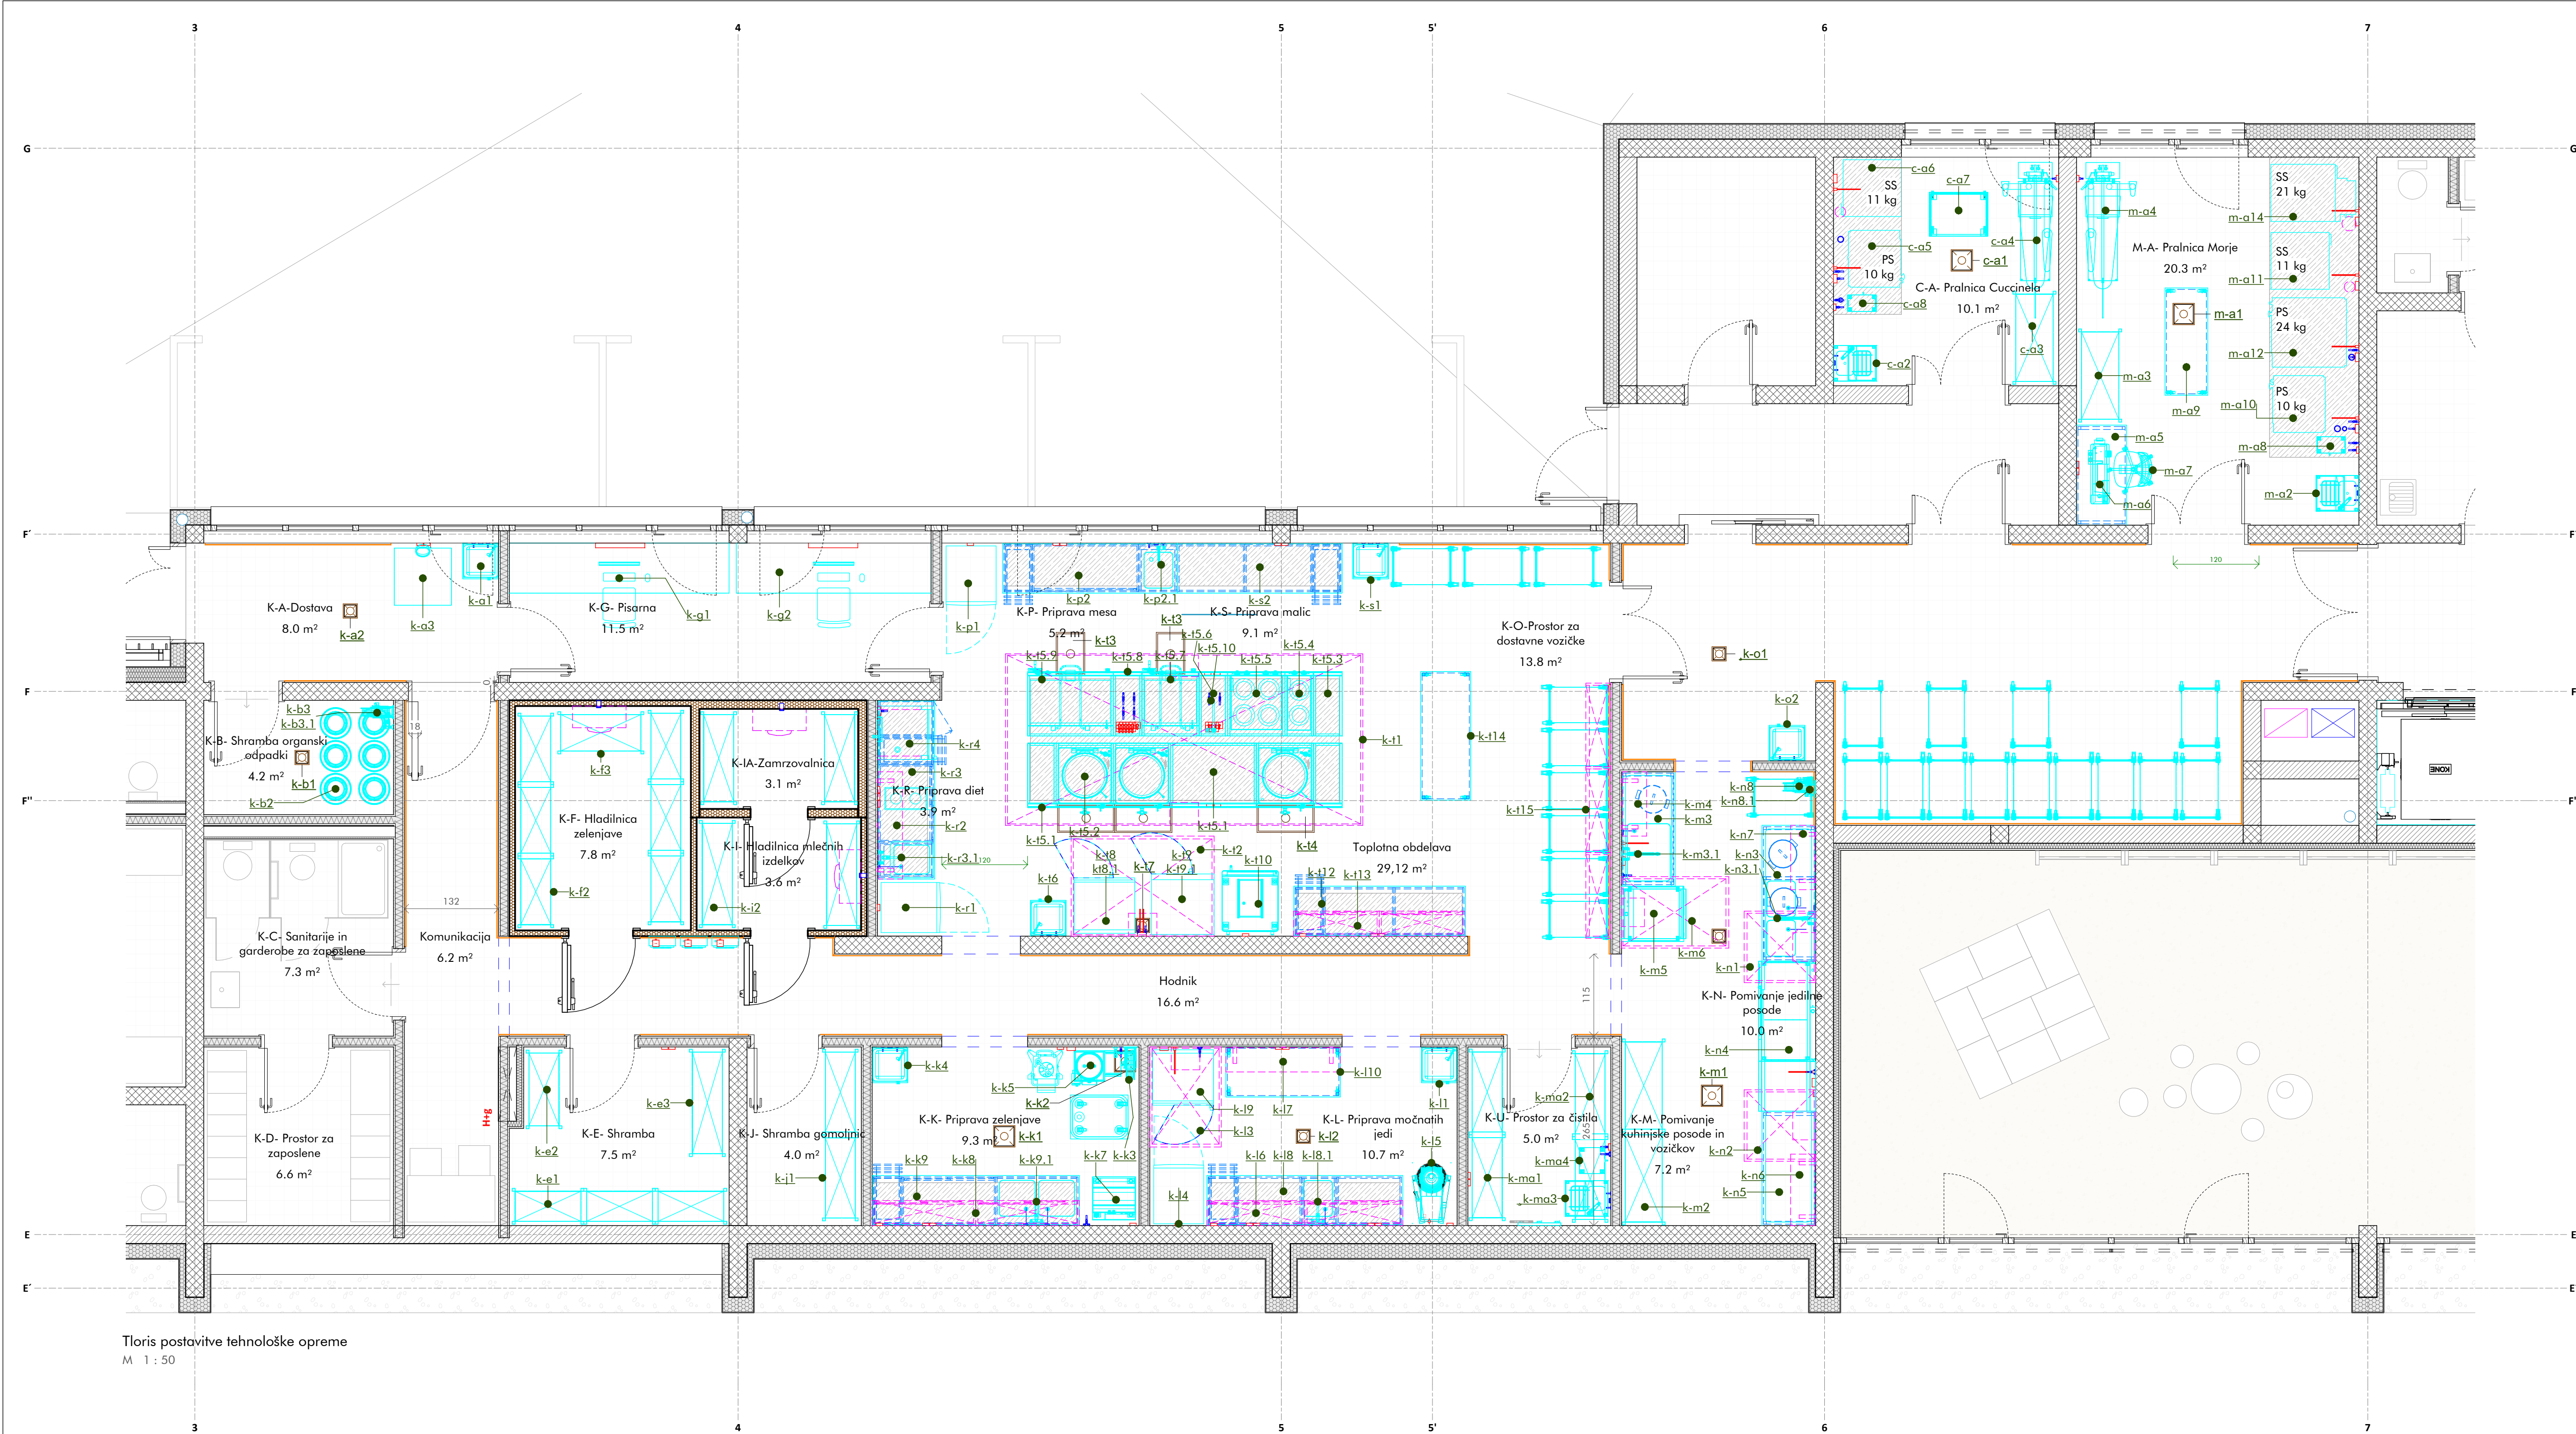 3
4
5
5'
6
7
G
G
c-a6
SS
11 kg
c-a7
SS
21 kg
m-a4
m-a14
c-a4
M-A- Pralnica Morje
20.3 m²
c-a5
PS
10 kg
c-a1
SS
11 kg
m-a11
C-A- Pralnica Cuccinela
10.1 m²
c-a8
m-a1
PS
24 kg
m-a12
c-a3
c-a2
m-a3
m-a9
PS
10 kg
m-a10
m-a5
m-a8
m-a7
m-a2
m-a6
F'
F
120
K-A-Dostava
8.0 m²
k-a2
k-a3
k-a1
K-G- Pisarna
11.5 m²
k-g1
k-g2
k-p1
k-p2
k-p2.1
k-s2
k-s1
K-P- Priprava mesa
5.2 m²
K-S- Priprava malic
9.1 m²
k-t3
k-t3
K-O-Prostor za
dostavne vozičke
13.8 m²
k-o1
k-t5.9
k-t5.8
k-t5.7
k-t5.6
k-t5.10
k-t5.5
k-t5.4
k-t5.3
F
F
k-b3
k-b3.1
K-B- Shramba organski
odpadki
4.2 m²
k-b1
k-b2
18
0
k-f3
K-IA-Zamrzovalnica
3.1 m²
k-r4
k-r3
K-R- Priprava diet
3.9 m²
k-r2
k-t1
k-t14
k-o2
KONE
F''
F'
k-t15
k-m4
k-m3
k-n8
k-n8.1
K-F- Hladilnica
zelenjave
7.8 m²
K-I- Hladilnica mlečnih
izdelkov
3.6 m²
k-t5.1
k-t5.2
k-t5.1
k-t4
k-n7
k-r3.1
120
k-t8
kt8.1
k-t7
k-t9
k-t9.1
k-t2
k-t10
Toplotna obdelava
29,12 m²
k-m3.1
k-n3
k-n3.1
k-f2
k-i2
k-r1
k-t6
k-t12
k-t13
132
K-C- Sanitarije in
garderobe za zaposlene
7.3 m²
Komunikacija
6.2 m²
k-m5
k-m6
k-n1
Hodnik
16.6 m²
115
K-N- Pomivanje jedilne
posode
10.0 m²
k-n4
k-k4
k-k5
k-k2
k-l7
k-l10
k-l1
k-m1
k-e3
H+g
k-l9
k-l3
k-ma2
K-D- Prostor za
zaposlene
6.6 m²
k-e2
K-E- Shramba
7.5 m²
K-J- Shramba gomoljnic
4.0 m²
K-K- Priprava zelenjave
9.3 m²
k-k1
k-l2
K-L- Priprava močnatih
jedi
10.7 m²
K-U- Prostor za čistila
5.0 m²
265
K-M- Pomivanje
kuhinjske posode in
vozičkov
7.2 m²
k-n2
k-n6
k-n5
k-j1
k-k9
k-k8
k-k9.1
k-k7
k-k3
k-l6
k-l8
k-l8.1
k-l5
k-l4
k-ma4
k-ma1
k-ma3
k-m2
k-e1
E
E
E'
E
Tloris postavitve tehnološke opreme
M 1 : 50
3
4
5
5'
6
7